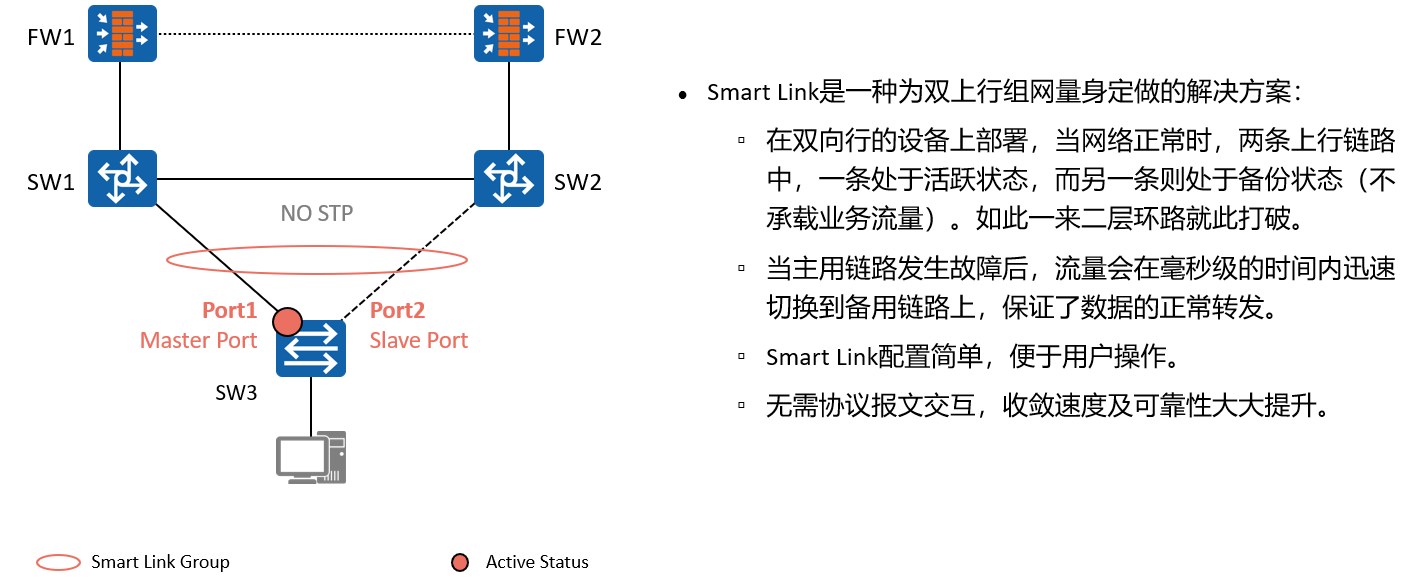 FW1
FW2
SW1
SW2
NO STP
Port1
Master Port
Port2
Slave Port
SW3
Smart Link Group
Active Status
• Smart Link是一种为双上行组网量身定做的解决方案：
▫ 在双向行的设备上部署，当网络正常时，两条上行链路
中，一条处于活跃状态，而另一条则处于备份状态（不
承载业务流量）。如此一来二层环路就此打破。
▫ 当主用链路发生故障后，流量会在毫秒级的时间内迅速
切换到备用链路上，保证了数据的正常转发。
▫ Smart Link配置简单，便于用户操作。
▫ 无需协议报文交互，收敛速度及可靠性大大提升。